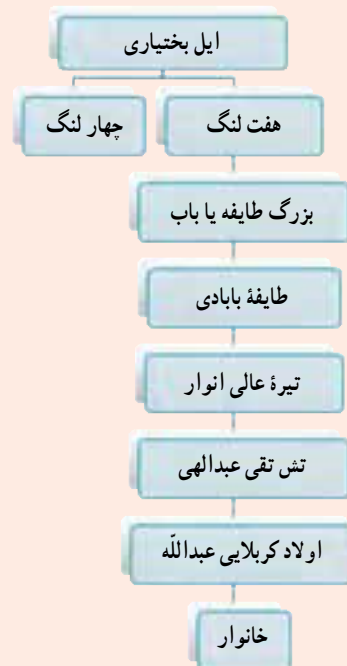 ایل بختیاری
هفت لنگ
چهار لنگ
بزرگ طایفه یا باب
طایفهٔ بابادی
تیرهٔ عالی انوار
تش تقی عبدالهی
اولاد کربلایی عبداللّه
خانوار